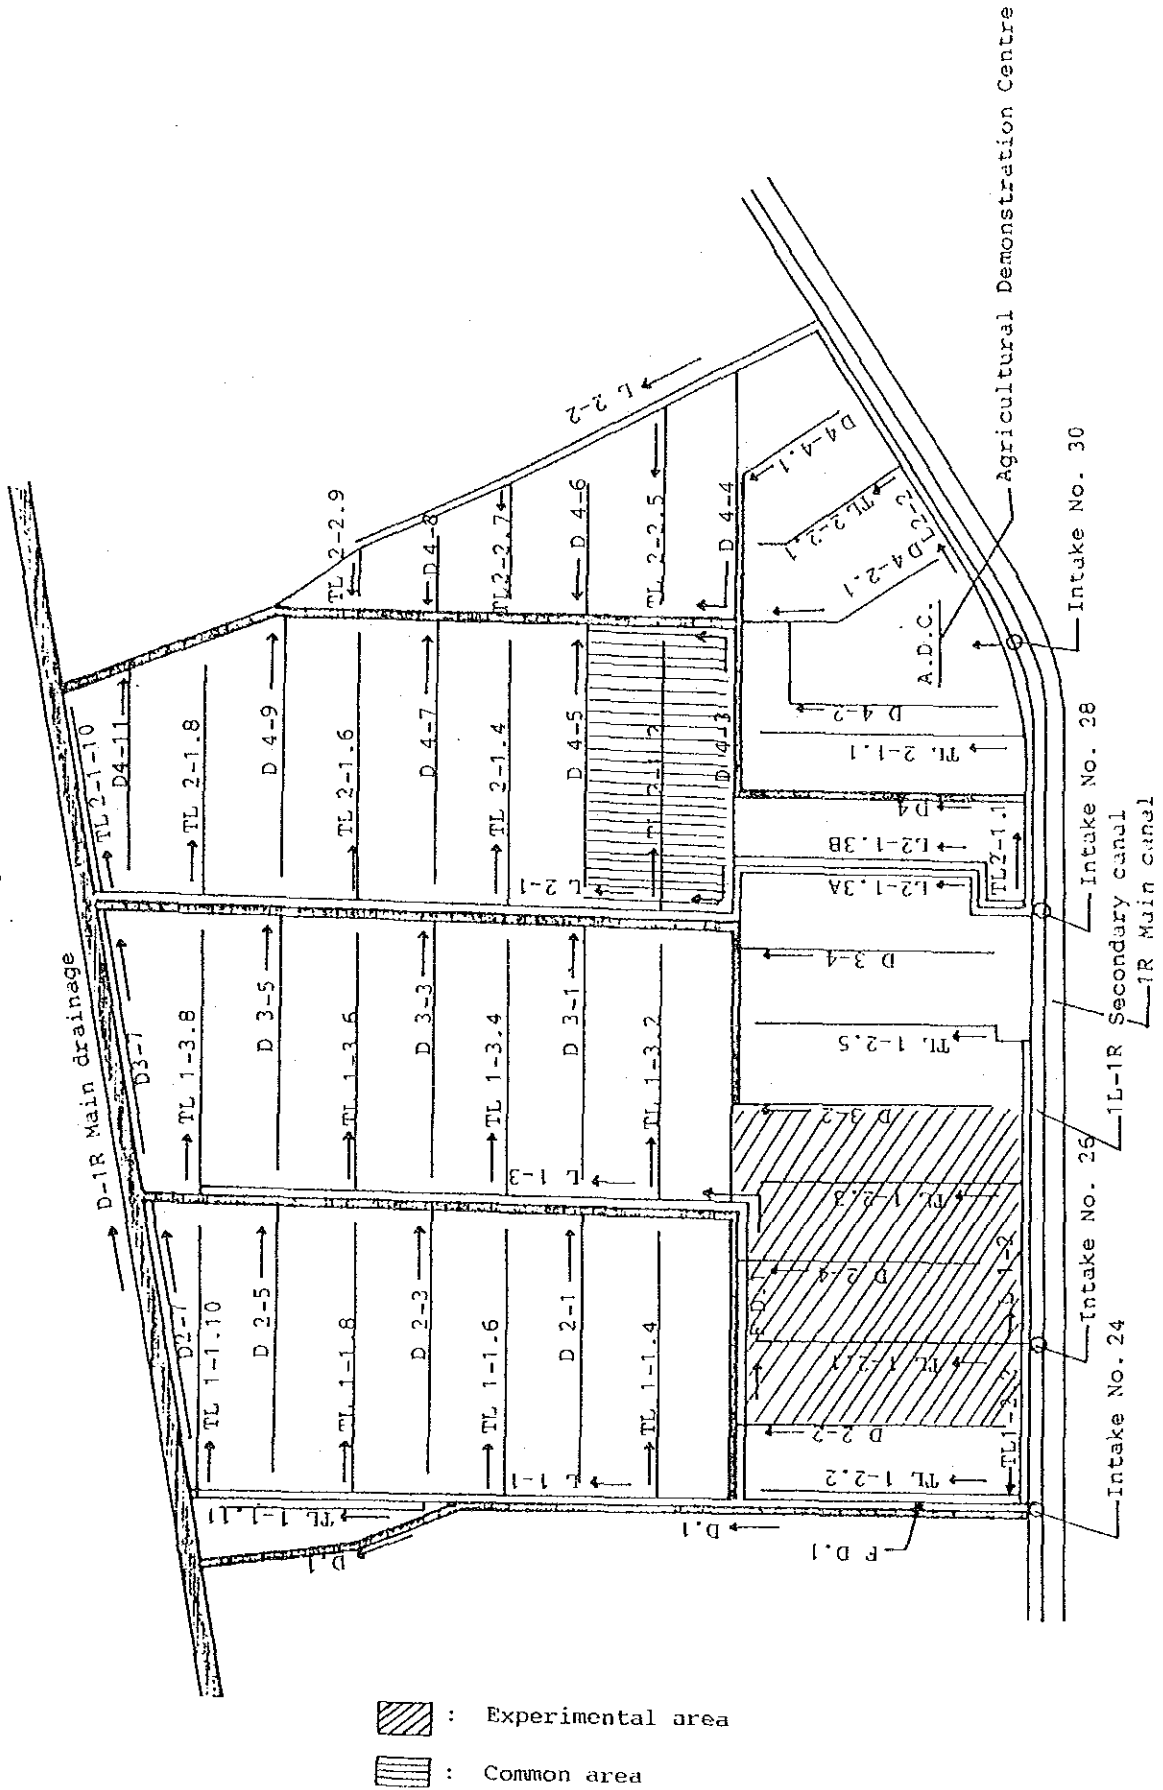 D-1R Main drainage
TL 2-1-10
D4-11
TL 2-1.8
D 4-9
TL 2-1.6
D 4-7
TL 2-1.4
D 4-5
D 4-3
L 2-1
TL 2-2.9
D4-8
TL2-2.7
D 4-6
TL 2-2.5
D 4-4
L 2-2
D4-4.1
TL 2-2.1
L2-2
D4-2.1
A.D.C.
Agricultural Demonstration Centre
Intake No. 30
D 4-2
TL 2-1.1
D4
L2-1.3B
L2-1.3A
TL2-1.1
Intake No. 28
1L-1R Secondary canal
1R Main canal
D3-7
TL 1-3.8
D 3-5
TL 1-3.6
D 3-3
TL 1-3.4
D 3-1
TL 1-3.2
L 1-3
D 3-4
TL 1-2.5
D 3-2
TL 1-2.3
D 2-4
TL 1-2.1
D 2-2
TL 1-2.2
L 1-2
Intake No. 26
Intake No. 24
D2-7
TL 1-1.10
D 2-5
TL 1-1.8
D 2-3
TL 1-1.6
D 2-1
TL 1-1.4
L 1-1
TL 1-1.11
D.1
D.1
F D.1
: Experimental area
: Common area